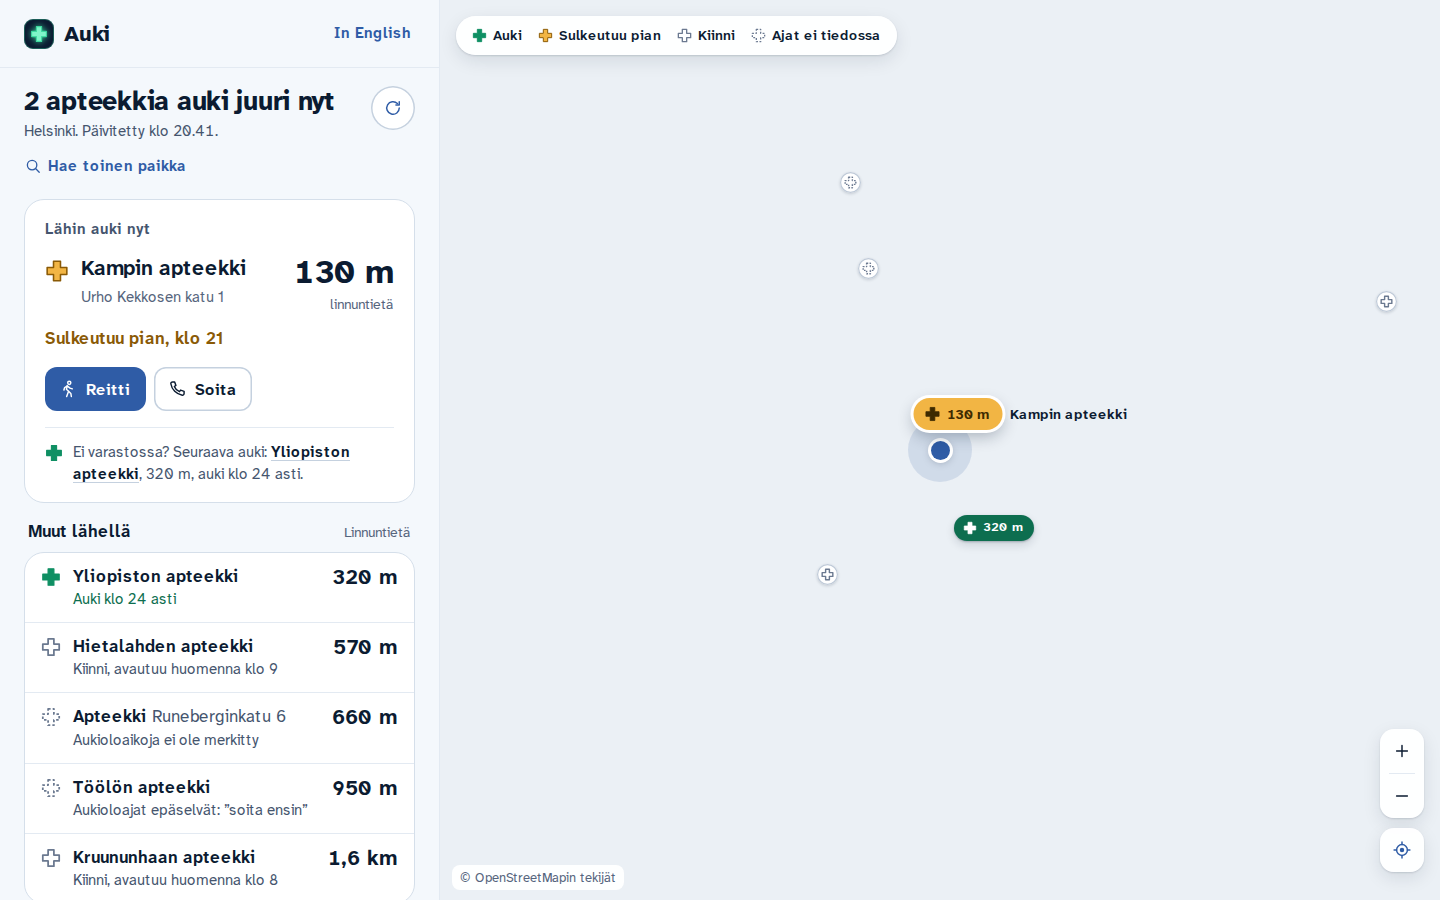 Auki
In English
2 apteekkia auki juuri nyt
Helsinki. Päivitetty klo 20.41.
Hae toinen paikka
Lähin auki nyt
Kampin apteekki
130 m
Urho Kekkosen katu 1
linnuntietä
Sulkeutuu pian, klo 21
Reitti
Soita
Ei varastossa? Seuraava auki: Yliopiston
apteekki, 320 m, auki klo 24 asti.
Muut lähellä
Linnuntietä
Yliopiston apteekki
320 m
Auki klo 24 asti
Hietalahden apteekki
570 m
Kiinni, avautuu huomenna klo 9
Apteekki Runeberginkatu 6
660 m
Aukioloaikoja ei ole merkitty
Töölön apteekki
950 m
Aukioloajat epäselvät: ”soita ensin”
Kruununhaan apteekki
1,6 km
Kiinni, avautuu huomenna klo 8
Auki
Sulkeutuu pian
Kiinni
Ajat ei tiedossa
130 m
Kampin apteekki
320 m
+
−
© OpenStreetMapin tekijät